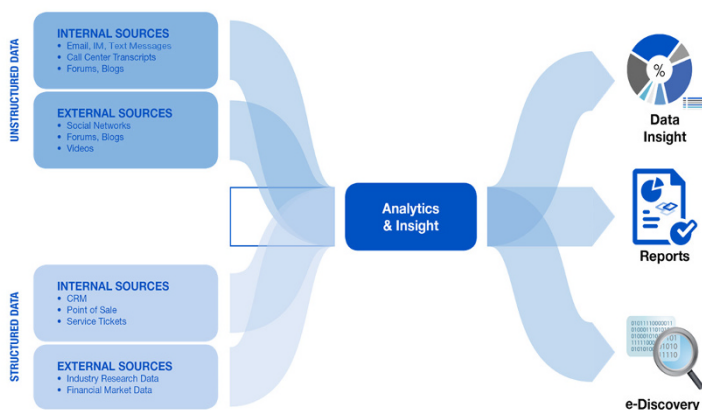 UNSTRUCTURED DATA
INTERNAL SOURCES
• Email, IM, Text Messages
• Call Center Transcripts
• Forums, Blogs
EXTERNAL SOURCES
• Social Networks
• Forums, Blogs
• Videos
STRUCTURED DATA
INTERNAL SOURCES
• CRM
• Point of Sale
• Service Tickets
EXTERNAL SOURCES
• Industry Research Data
• Financial Market Data
Analytics
& Insight
%
Data
Insight
Reports
e-Discovery